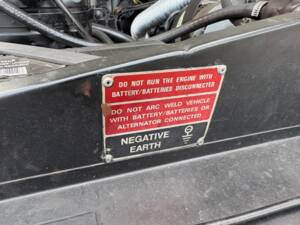 DO NOT RUN THE ENGINE WITH
BATTERY/BATTERIES DISCONNECTED
DO NOT ARC WELD VEHICLE
WITH BATTERY/BATTERIES OR
ALTERNATOR CONNECTED
NEGATIVE
EARTH